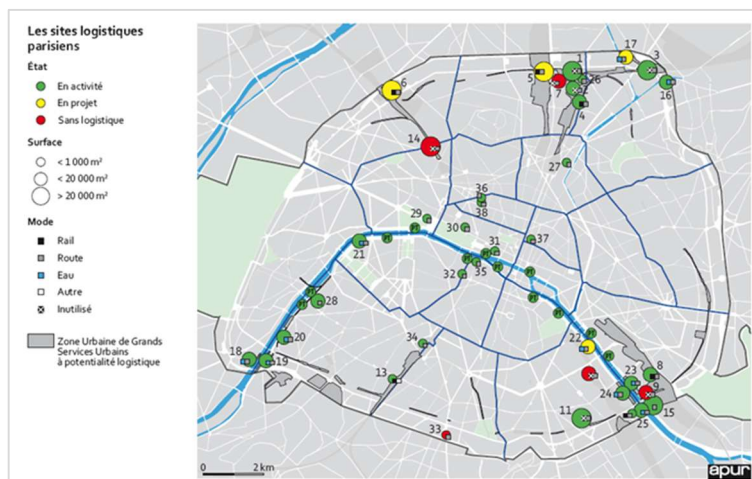 Les sites logistiques
parisiens
État
En activité
En projet
Sans logistique
Surface
< 1 000 m²
< 20 000 m²
> 20 000 m²
Mode
Rail
Route
Eau
Autre
Inutilisé
Zone Urbaine de Grands
Services Urbains
à potentialité logistique
17
1
3
5
26
7
2
16
6
4
14
27
36
38
29
30
37
21
31
32
35
28
22
20
34
18
19
13
8
23
9
24
11
15
25
33
0
2 km
apur